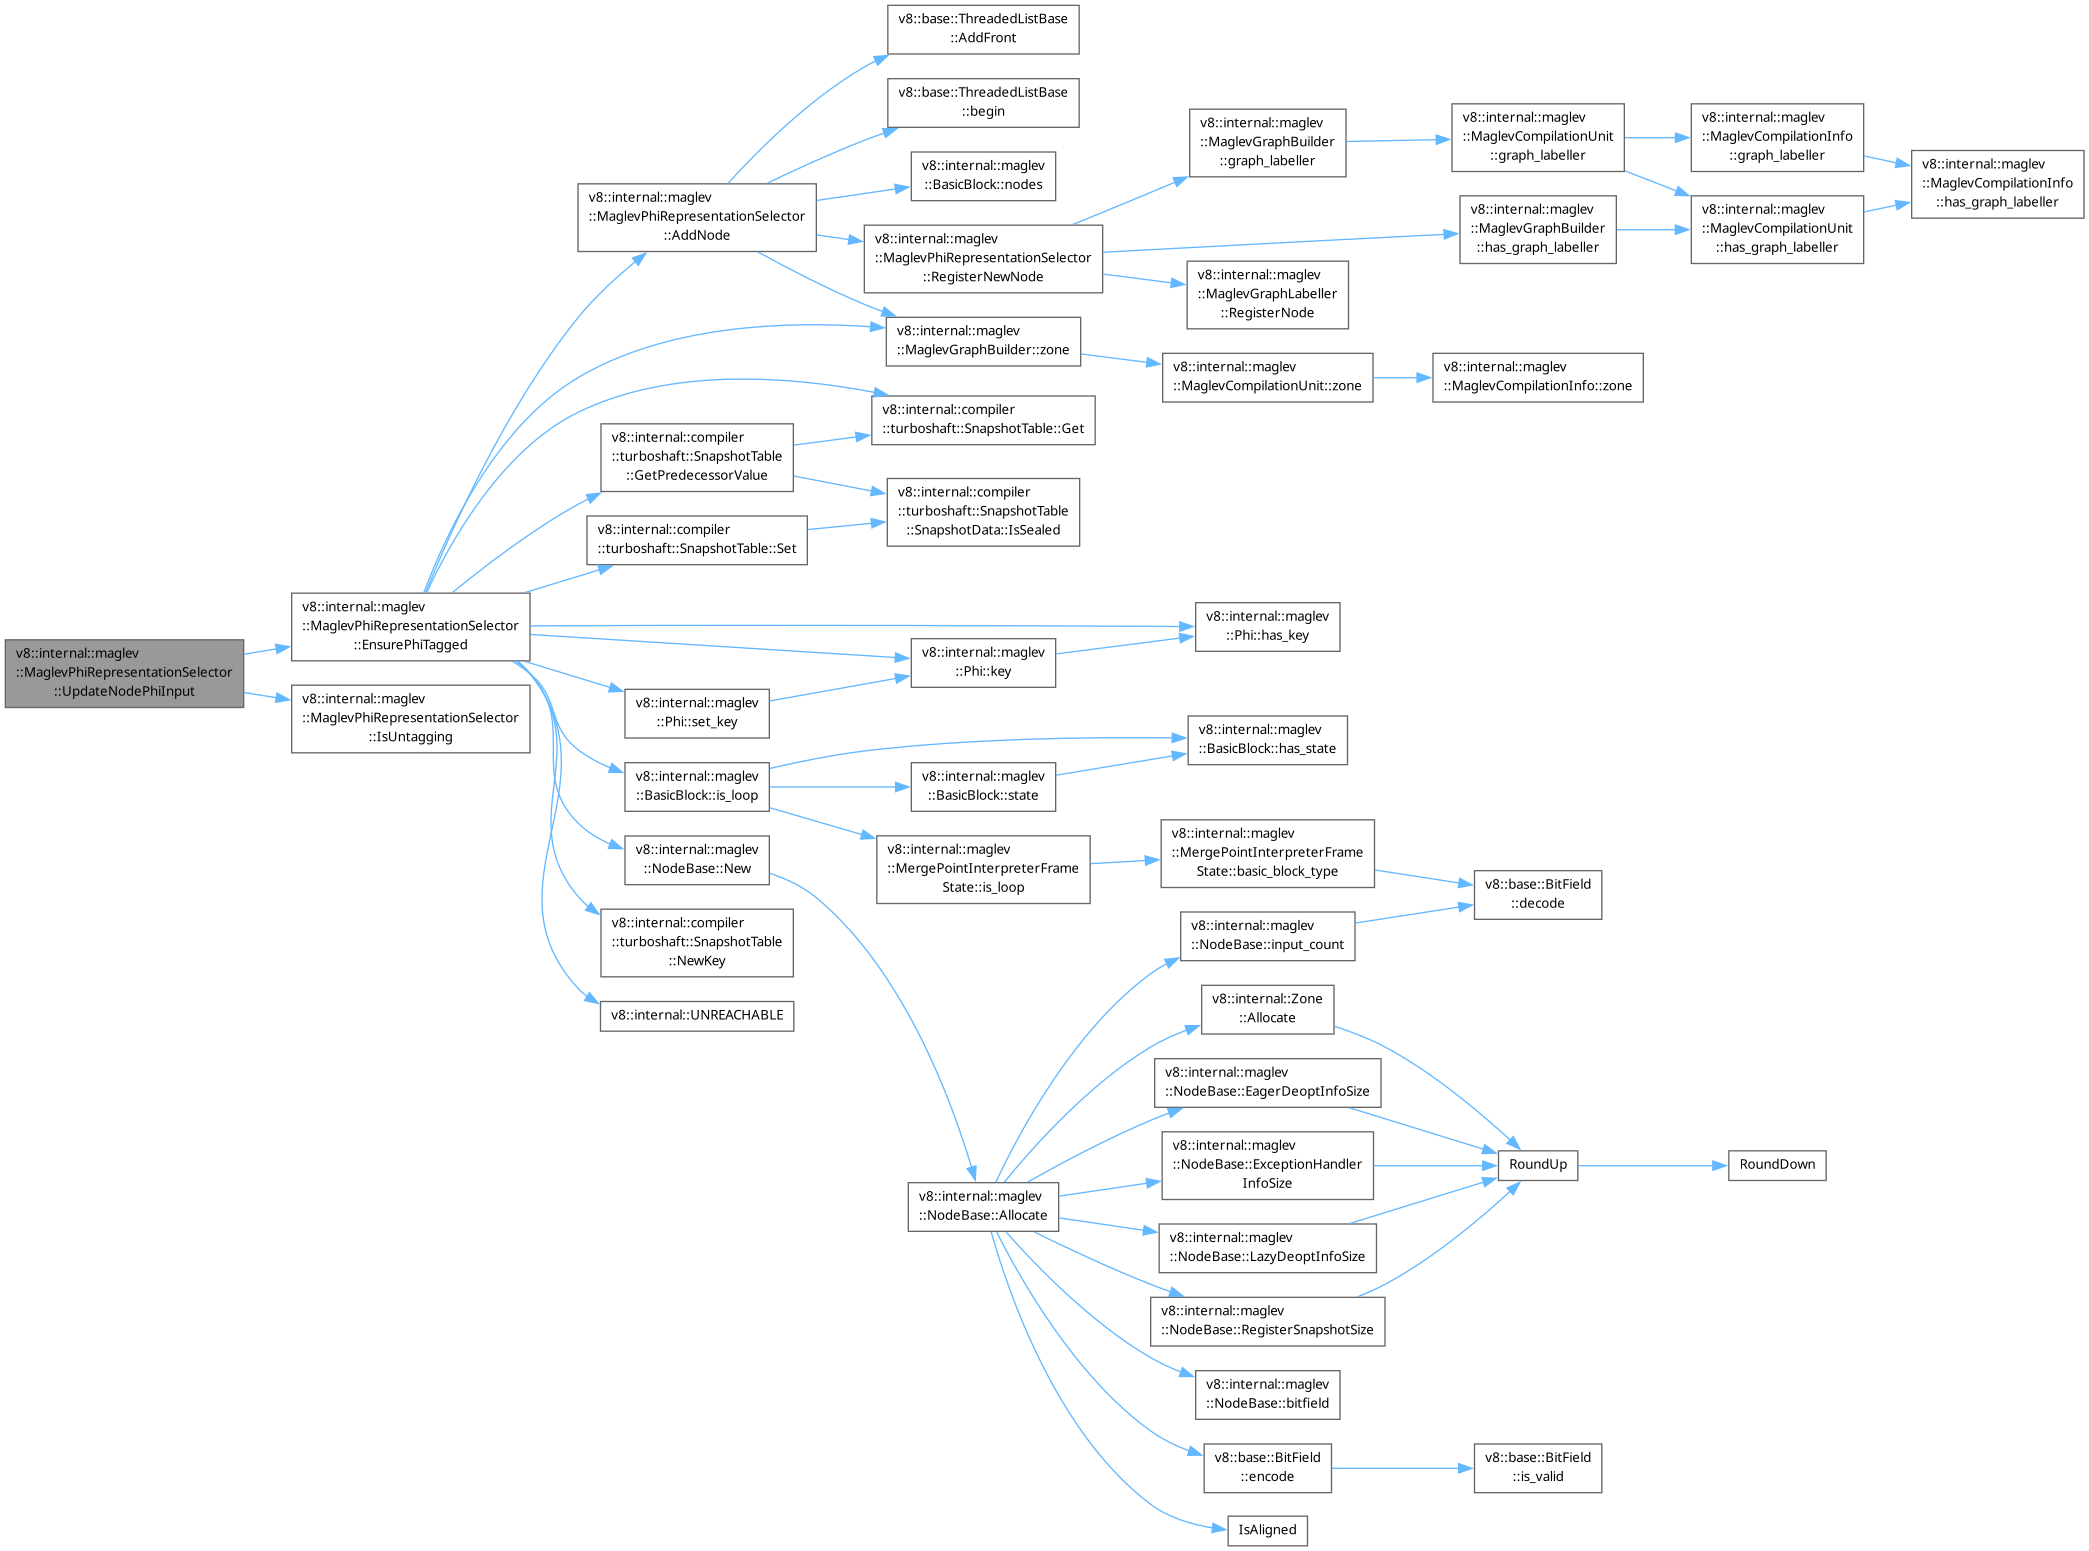 v8::internal::maglev
::MaglevPhiRepresentationSelector
::UpdateNodePhiInput
v8::internal::maglev
::MaglevPhiRepresentationSelector
::EnsurePhiTagged
v8::internal::maglev
::MaglevPhiRepresentationSelector
::IsUntagging
v8::internal::maglev
::MaglevPhiRepresentationSelector
::AddNode
v8::internal::compiler
::turboshaft::SnapshotTable
::GetPredecessorValue
v8::internal::compiler
::turboshaft::SnapshotTable::Set
v8::internal::maglev
::Phi::set_key
v8::internal::maglev
::BasicBlock::is_loop
v8::internal::maglev
::NodeBase::New
v8::internal::compiler
::turboshaft::SnapshotTable
::NewKey
v8::internal::UNREACHABLE
v8::base::ThreadedListBase
::AddFront
v8::base::ThreadedListBase
::begin
v8::internal::maglev
::BasicBlock::nodes
v8::internal::maglev
::MaglevPhiRepresentationSelector
::RegisterNewNode
v8::internal::maglev
::MaglevGraphBuilder::zone
v8::internal::compiler
::turboshaft::SnapshotTable::Get
v8::internal::compiler
::turboshaft::SnapshotTable
::SnapshotData::IsSealed
v8::internal::maglev
::Phi::key
v8::internal::maglev
::BasicBlock::state
v8::internal::maglev
::MergePointInterpreterFrame
State::is_loop
v8::internal::maglev
::NodeBase::Allocate
v8::internal::maglev
::MaglevGraphBuilder
::graph_labeller
v8::internal::maglev
::MaglevGraphLabeller
::RegisterNode
v8::internal::maglev
::MaglevCompilationUnit::zone
v8::internal::maglev
::Phi::has_key
v8::internal::maglev
::BasicBlock::has_state
v8::internal::maglev
::MergePointInterpreterFrame
State::basic_block_type
v8::internal::maglev
::NodeBase::input_count
v8::internal::Zone
::Allocate
v8::internal::maglev
::NodeBase::EagerDeoptInfoSize
v8::internal::maglev
::NodeBase::ExceptionHandler
InfoSize
v8::internal::maglev
::NodeBase::LazyDeoptInfoSize
v8::internal::maglev
::NodeBase::RegisterSnapshotSize
v8::internal::maglev
::NodeBase::bitfield
v8::base::BitField
::encode
IsAligned
v8::internal::maglev
::MaglevCompilationUnit
::graph_labeller
v8::internal::maglev
::MaglevGraphBuilder
::has_graph_labeller
v8::internal::maglev
::MaglevCompilationInfo::zone
v8::base::BitField
::decode
RoundUp
v8::base::BitField
::is_valid
v8::internal::maglev
::MaglevCompilationInfo
::graph_labeller
v8::internal::maglev
::MaglevCompilationUnit
::has_graph_labeller
RoundDown
v8::internal::maglev
::MaglevCompilationInfo
::has_graph_labeller